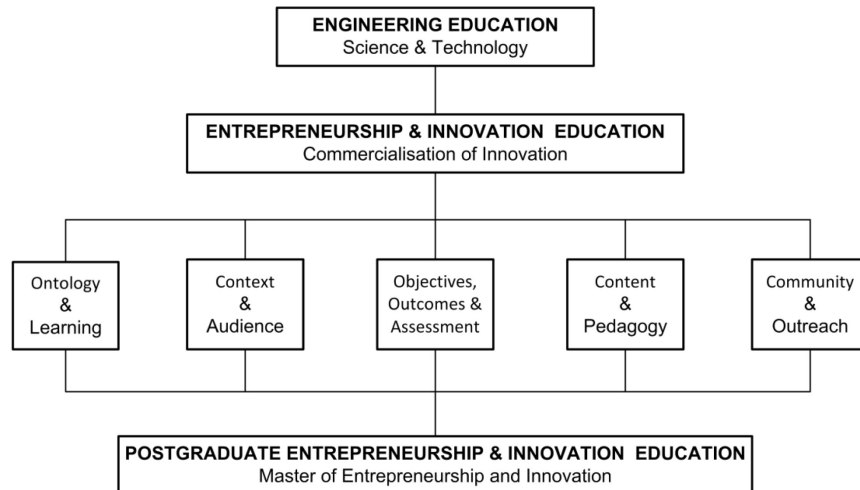 ENGINEERING EDUCATION
Science & Technology
ENTREPRENEURSHIP & INNOVATION EDUCATION
Commercialisation of Innovation
Ontology
&
Learning
Context
&
Audience
Objectives,
Outcomes &
Assessment
Content
&
Pedagogy
Community
&
Outreach
POSTGRADUATE ENTREPRENEURSHIP & INNOVATION EDUCATION
Master of Entrepreneurship and Innovation